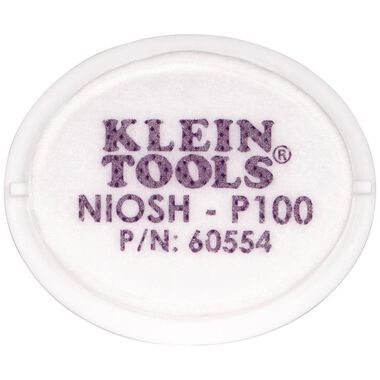 KLEIN
TOOLS®
NIOSH - P100
P/N: 60554